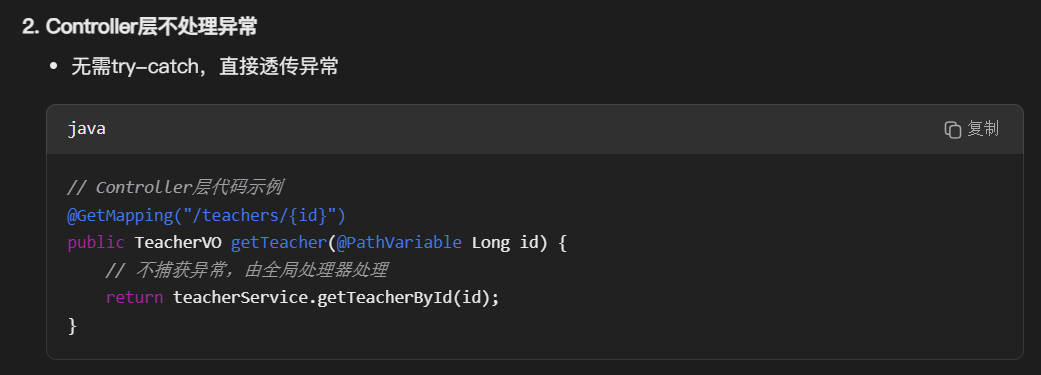 2. Controller层不处理异常
• 无需try-catch，直接透传异常
java
复制
// Controller层代码示例
@GetMapping("/teachers/{id}")
public TeacherVO getTeacher(@PathVariable Long id) {
    // 不捕获异常，由全局处理器处理
    return teacherService.getTeacherById(id);
}